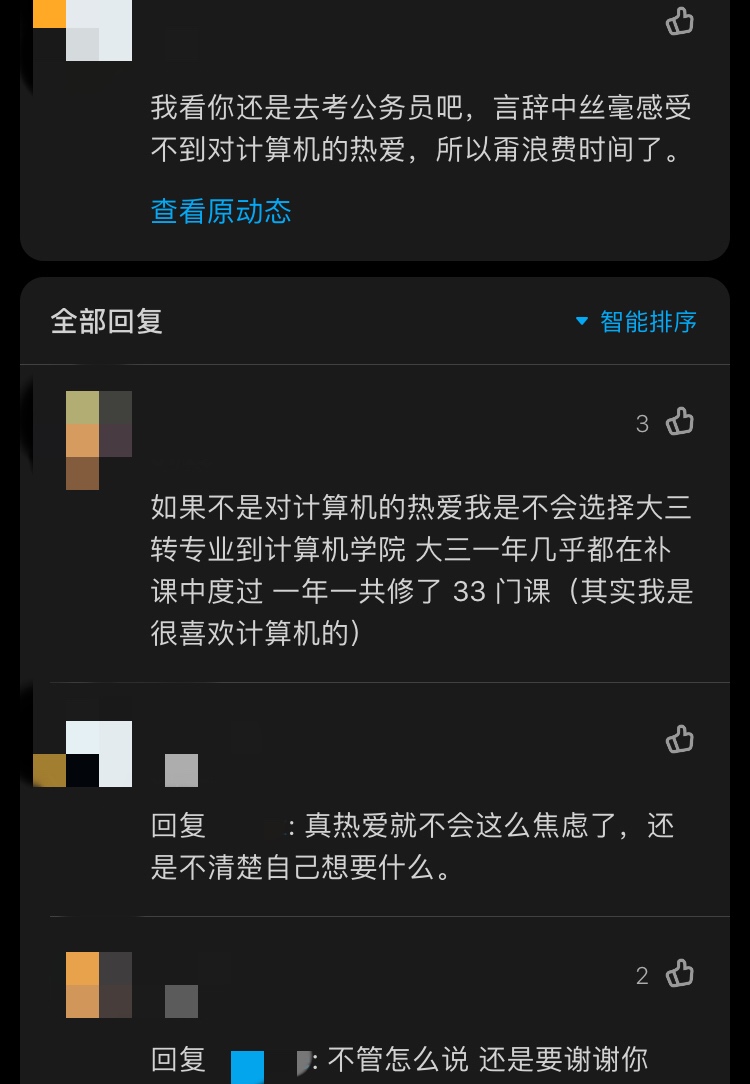 我看你还是去考公务员吧，言辞中丝毫感受
不到对计算机的热爱，所以甭浪费时间了。
查看原动态
全部回复
智能排序
3
如果不是对计算机的热爱我是不会选择大三
转专业到计算机学院 大三一年几乎都在补
课中度过 一年一共修了 33 门课（其实我是
很喜欢计算机的）
回复 : 真热爱就不会这么焦虑了，还
是不清楚自己想要什么。
2
回复 : 不管怎么说 还是要谢谢你